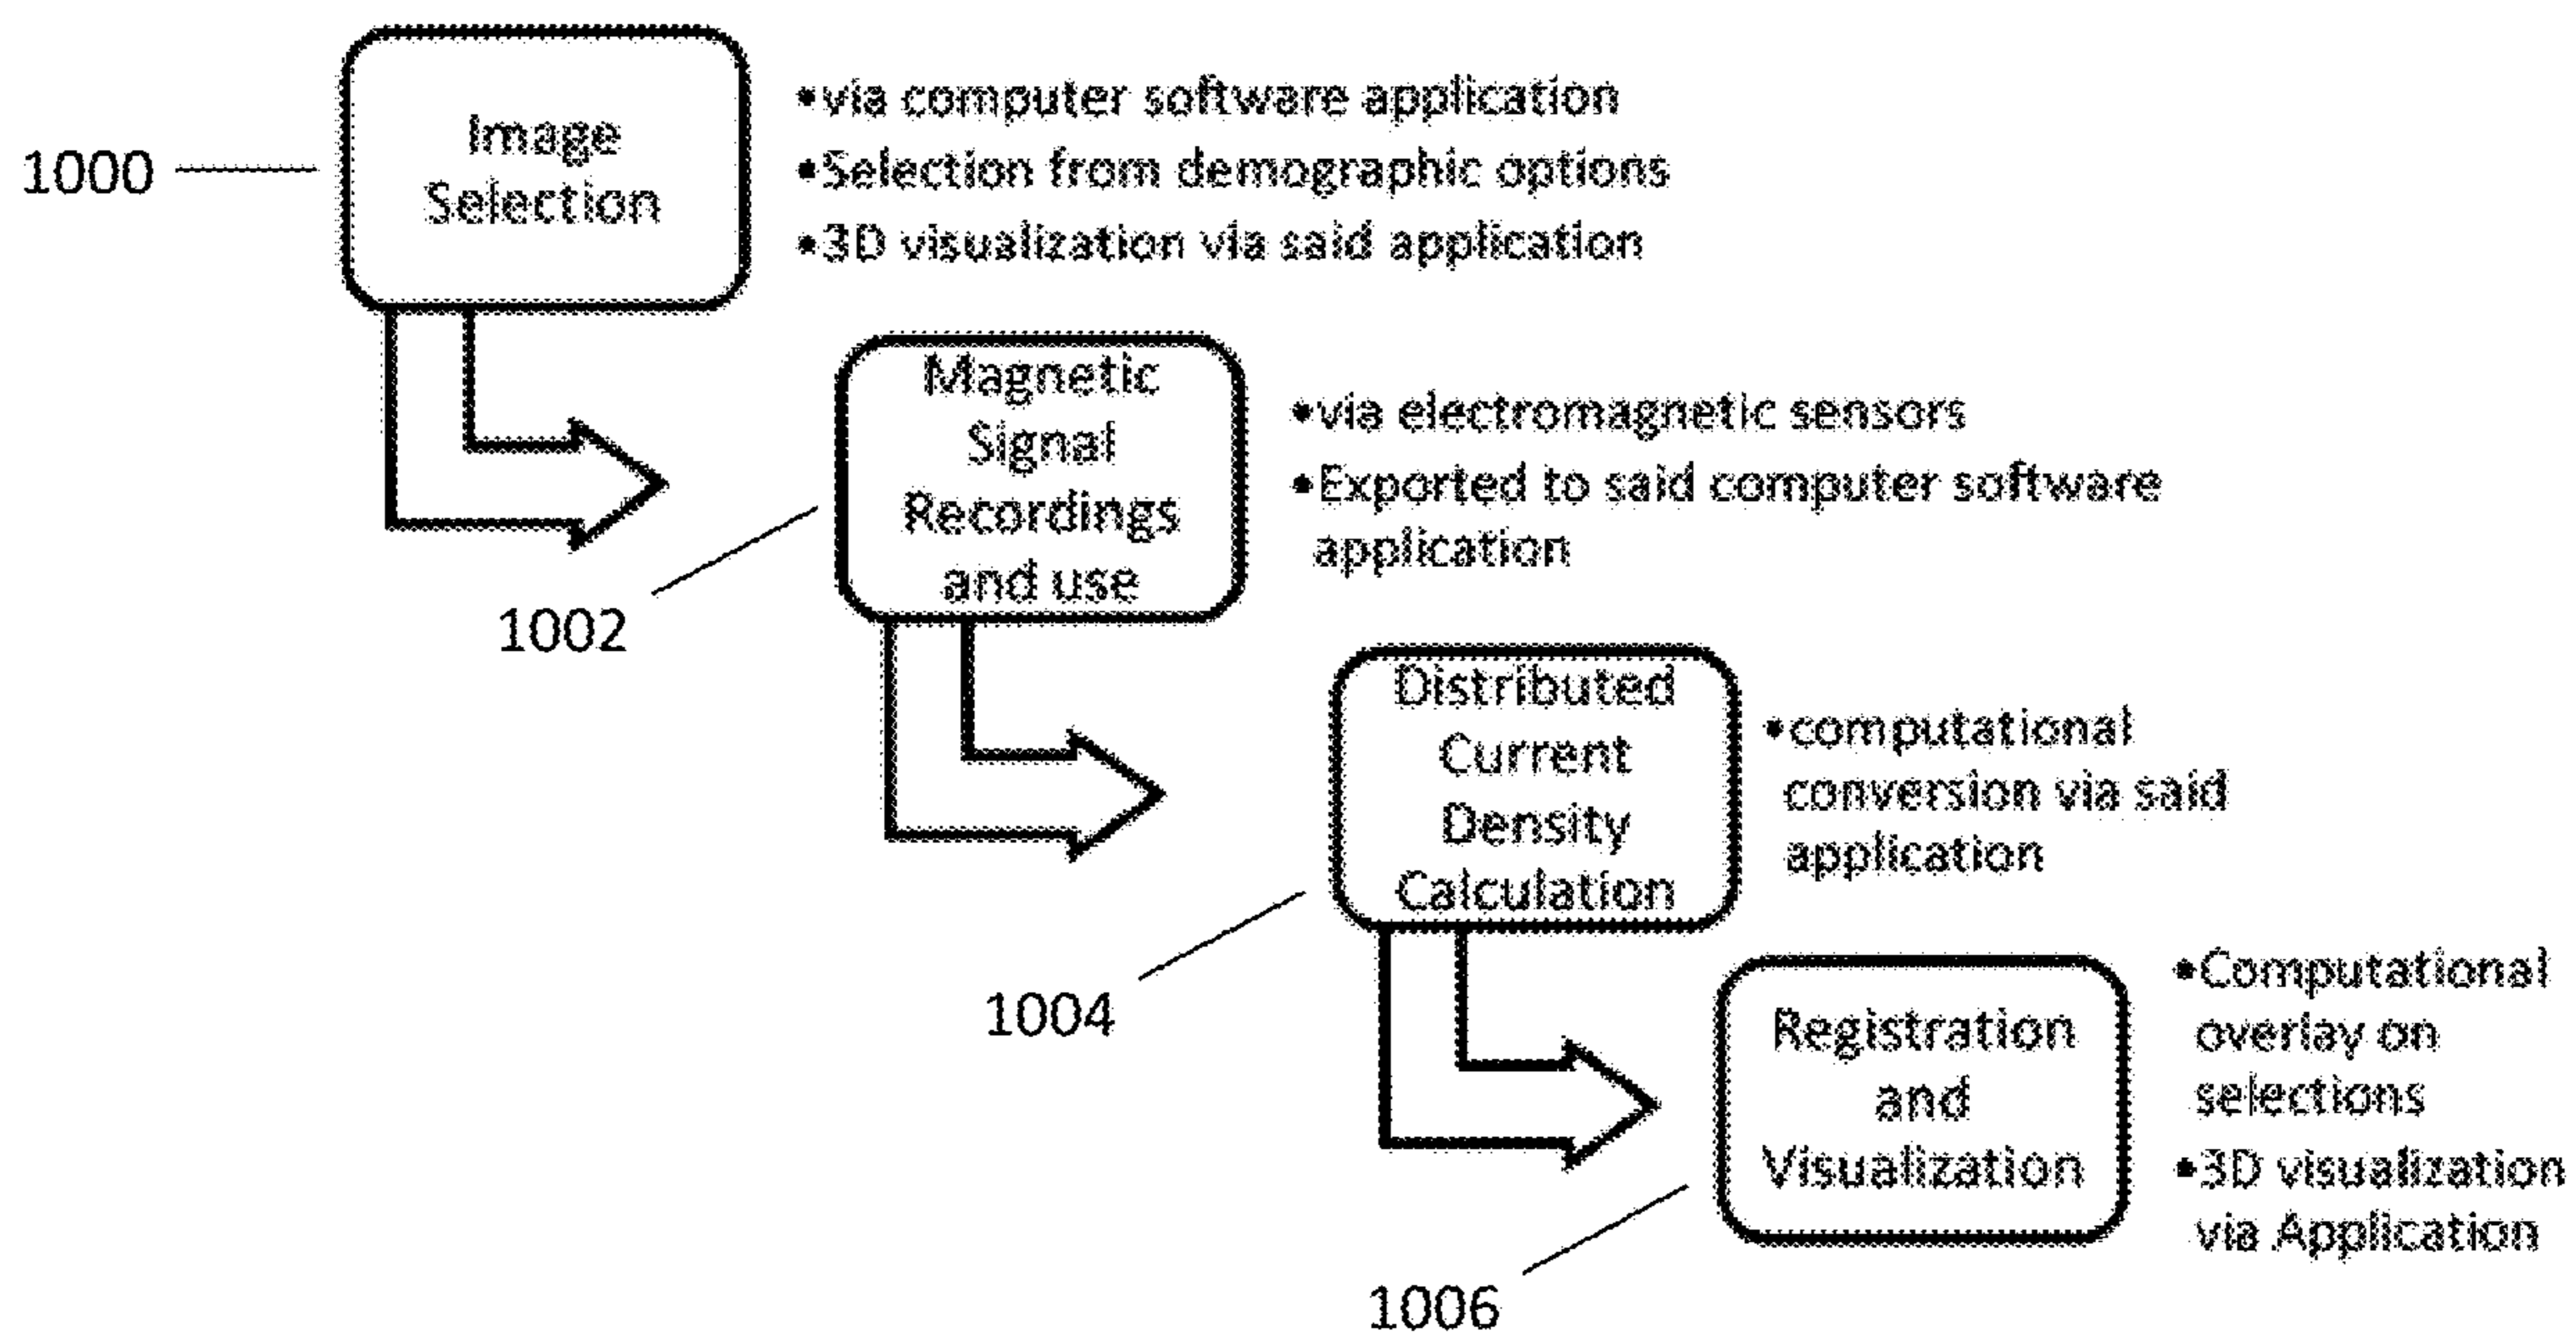 1000
Image
Selection
•via computer software application
•Selection from demographic options
•3D visualization via said application
1002
Magnetic
Signal
Recordings
and use
•via electromagnetic sensors
•Exported to said computer software
application
1004
Distributed
Current
Density
Calculation
•computational
conversion via said
application
1006
Registration
and
Visualization
•Computational
overlay on
selections
•3D visualization
via Application